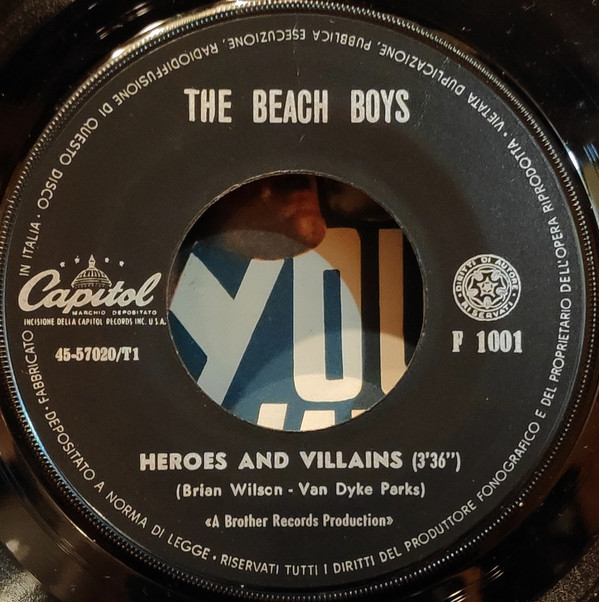 THE BEACH BOYS
Capitol
MARCHIO DEPOSITATO
INCISIONE DELLA CAPITOL RECORDS INC. U.S.A.
45-57020/T1
DIRITTI DI AUTORE
RISERVATI
F 1001
YOU
HEROES AND VILLAINS (3'36")
(Brian Wilson - Van Dyke Parks)
«A Brother Records Production»
FABBRICATO IN ITALIA · VIETATA DUPLICAZIONE, PUBBLICA ESECUZIONE, RADIODIFFUSIONE DI QUESTO DISCO
DEPOSITATO A NORMA DI LEGGE · RISERVATI TUTTI I DIRITTI DEL PRODUTTORE FONOGRAFICO E DEL PROPRIETARIO DELL'OPERA RIPRODOTTA